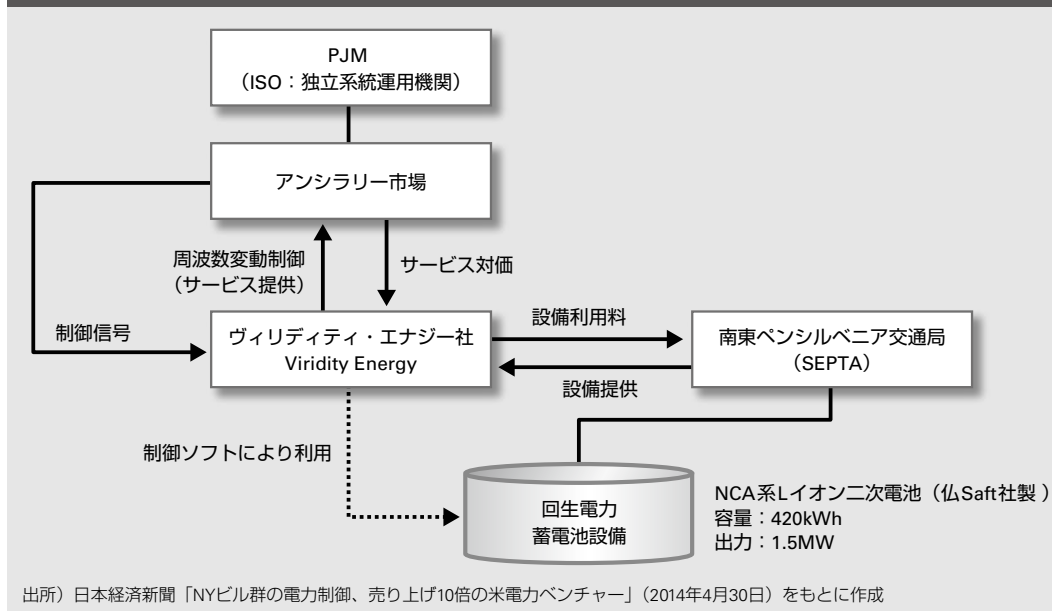 PJM
（ISO：独立系統運用機関）
アンシラリー市場
周波数変動制御
（サービス提供）
サービス対価
制御信号
ヴィリディティ・エナジー社
Viridity Energy
設備利用料
設備提供
南東ペンシルベニア交通局
（SEPTA）
制御ソフトにより利用
回生電力
蓄電池設備
NCA系Lイオン二次電池（仏Saft社製 ）
容量：420kWh
出力：1.5MW
出所）日本経済新聞「NYビル群の電力制御、売り上げ10倍の米電力ベンチャー」（2014年4月30日）をもとに作成